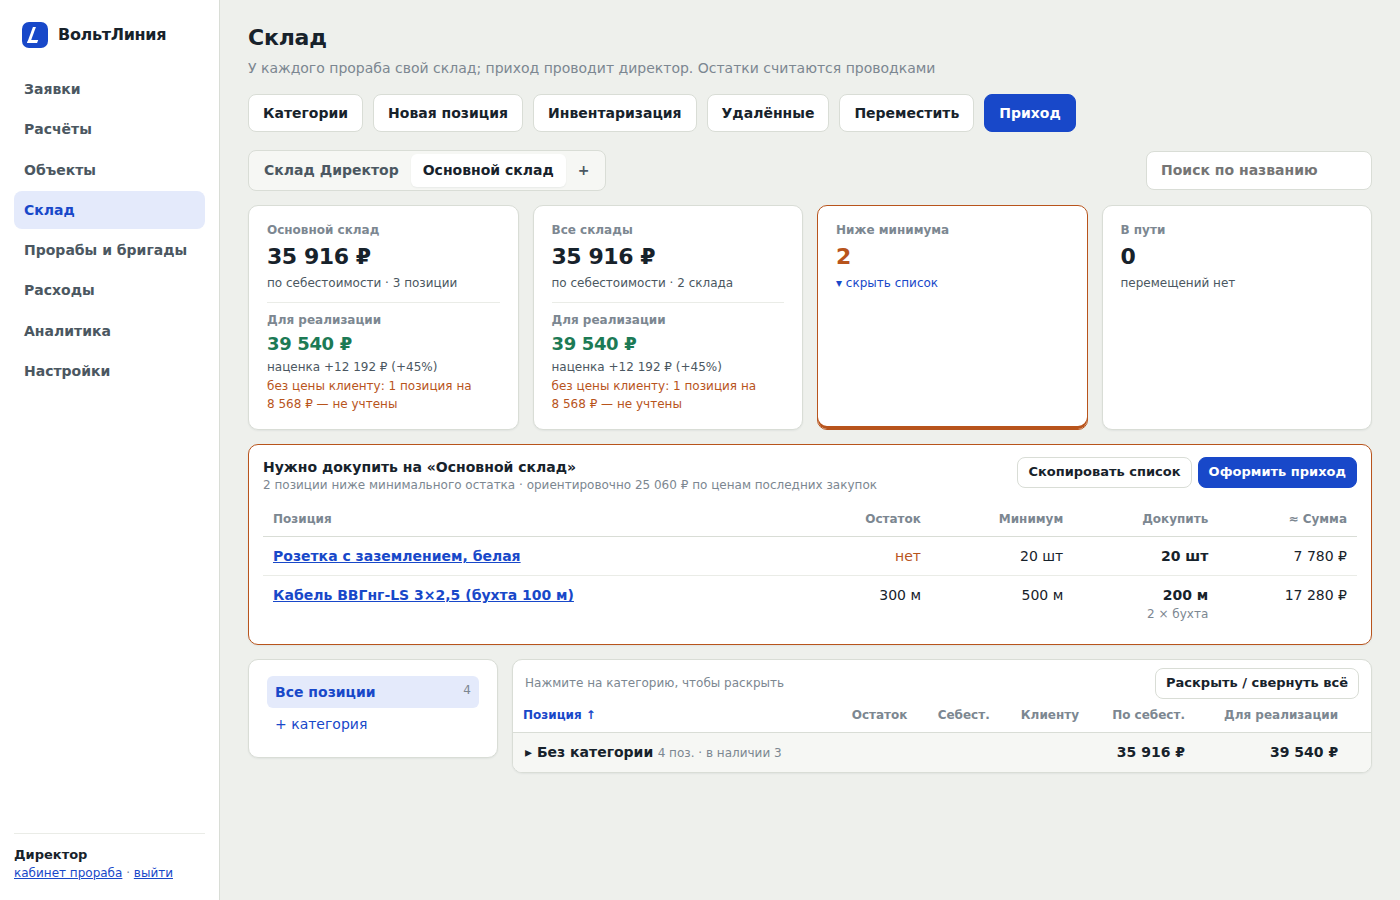 ВольтЛиния
Заявки
Расчёты
Объекты
Склад
Прорабы и бригады
Расходы
Аналитика
Настройки
Директор
кабинет прораба · выйти
Склад
У каждого прораба свой склад; приход проводит директор. Остатки считаются проводками
Категории Новая позиция Инвентаризация Удалённые Переместить Приход
Склад Директор Основной склад + Поиск по названию
Основной склад
35 916 ₽
по себестоимости · 3 позиции
Для реализации
39 540 ₽
наценка +12 192 ₽ (+45%)
без цены клиенту: 1 позиция на
8 568 ₽ — не учтены
Все склады
35 916 ₽
по себестоимости · 2 склада
Для реализации
39 540 ₽
наценка +12 192 ₽ (+45%)
без цены клиенту: 1 позиция на
8 568 ₽ — не учтены
Ниже минимума
2
▾ скрыть список
В пути
0
перемещений нет
Нужно докупить на «Основной склад»
2 позиции ниже минимального остатка · ориентировочно 25 060 ₽ по ценам последних закупок
Скопировать список Оформить приход
Позиция Остаток Минимум Докупить ≈ Сумма
Розетка с заземлением, белая нет 20 шт 20 шт 7 780 ₽
Кабель ВВГнг-LS 3×2,5 (бухта 100 м) 300 м 500 м 200 м 17 280 ₽
2 × бухта
Все позиции 4
+ категория
Нажмите на категорию, чтобы раскрыть Раскрыть / свернуть всё
Позиция ↑ Остаток Себест. Клиенту По себест. Для реализации
▸ Без категории 4 поз. · в наличии 3 35 916 ₽ 39 540 ₽